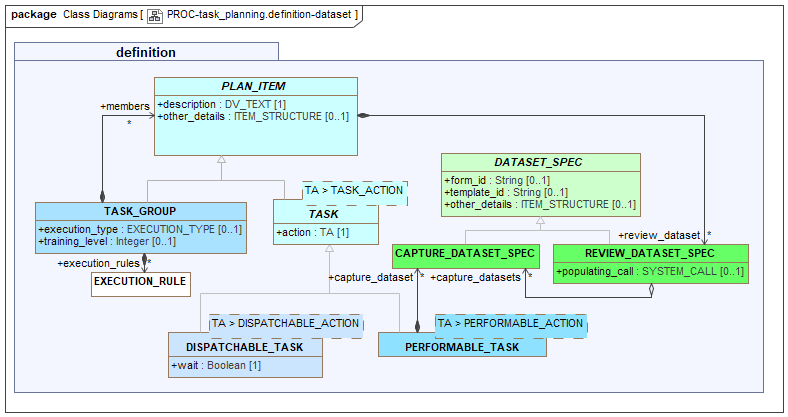 package Class Diagrams [ PROC-task_planning.definition-dataset ]
definition
PLAN_ITEM
+description : DV_TEXT [1]
+other_details : ITEM_STRUCTURE [0..1]
+members
*
DATASET_SPEC
+form_id : String [0..1]
+template_id : String [0..1]
+other_details : ITEM_STRUCTURE [0..1]
TA > TASK_ACTION
TASK_GROUP
+execution_type : EXECUTION_TYPE [0..1]
+training_level : Integer [0..1]
TASK
+action : TA [1]
+review_dataset
*
+execution_rules
*
CAPTURE_DATASET_SPEC
REVIEW_DATASET_SPEC
+populating_call : SYSTEM_CALL [0..1]
EXECUTION_RULE
+capture_dataset
*
+capture_datasets
*
TA > DISPATCHABLE_ACTION
TA > PERFORMABLE_ACTION
DISPATCHABLE_TASK
+wait : Boolean [1]
PERFORMABLE_TASK